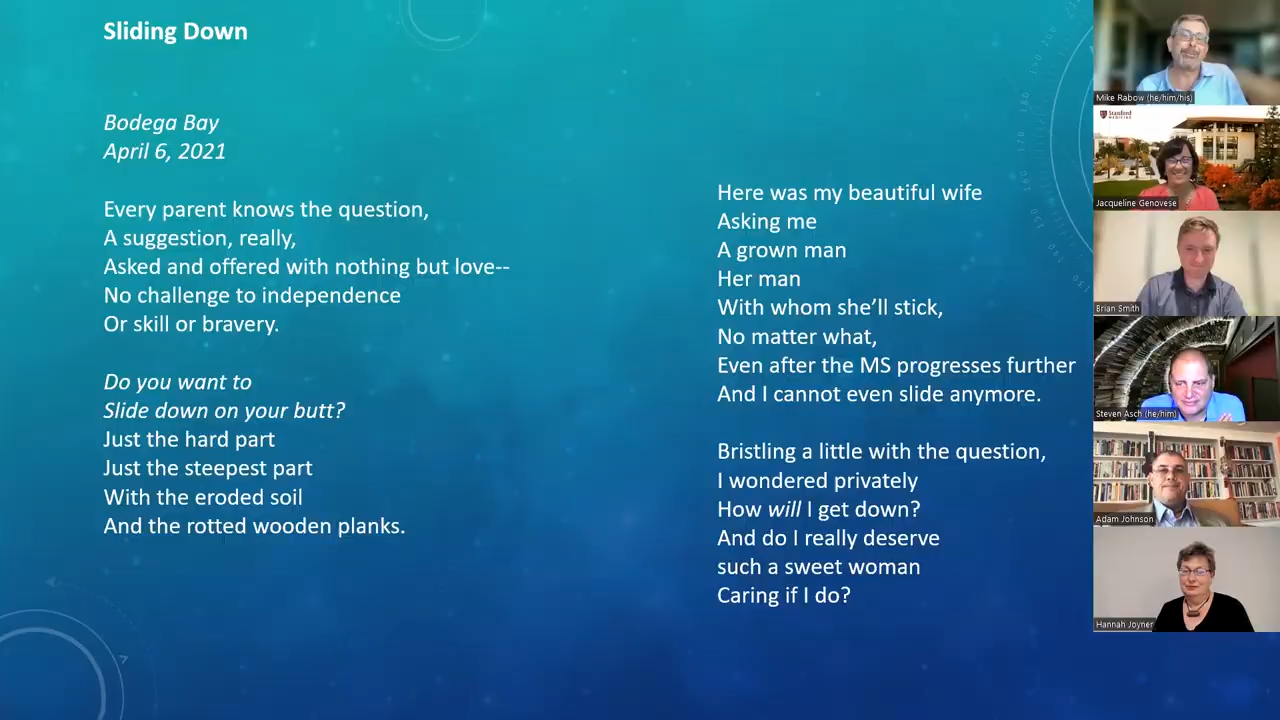 Sliding Down
Bodega Bay
April 6, 2021
Every parent knows the question,
A suggestion, really,
Asked and offered with nothing but love--
No challenge to independence
Or skill or bravery.
Do you want to
Slide down on your butt?
Just the hard part
Just the steepest part
With the eroded soil
And the rotted wooden planks.
Here was my beautiful wife
Asking me
A grown man
Her man
With whom she’ll stick,
No matter what,
Even after the MS progresses further
And I cannot even slide anymore.
Bristling a little with the question,
I wondered privately
How will I get down?
And do I really deserve
such a sweet woman
Caring if I do?
Mike Rabow (he/him/his)
Stanford
MEDICINE
Jacqueline Genovese
Brian Smith
Steven Asch (he/him)
Adam Johnson
Hannah Joyner